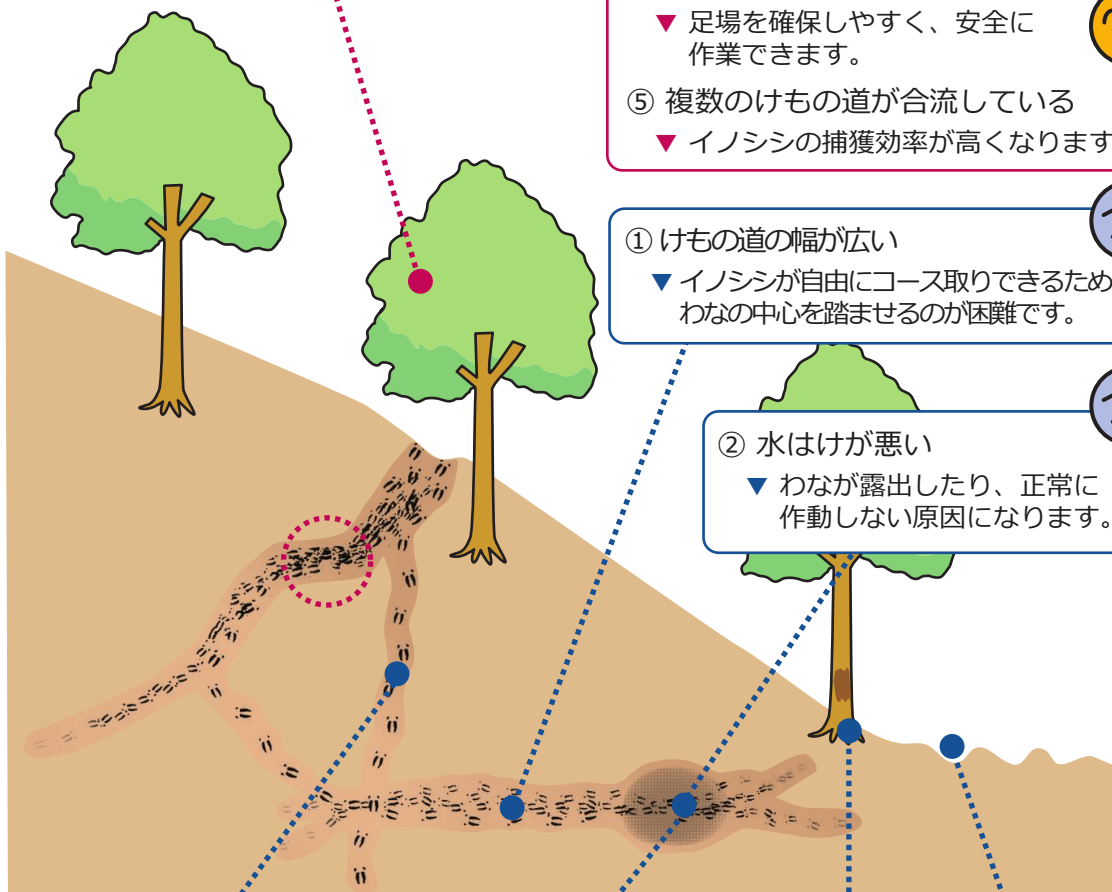 ▼ 足場を確保しやすく、安全に
作業できます。
⑤ 複数のけもの道が合流している
▼ イノシシの捕獲効率が高くなります
① けもの道の幅が広い
▼ イノシシが自由にコース取りできるため
わなの中心を踏ませるのが困難です。
② 水はけが悪い
▼ わなが露出したり、正常に
作動しない原因になります。